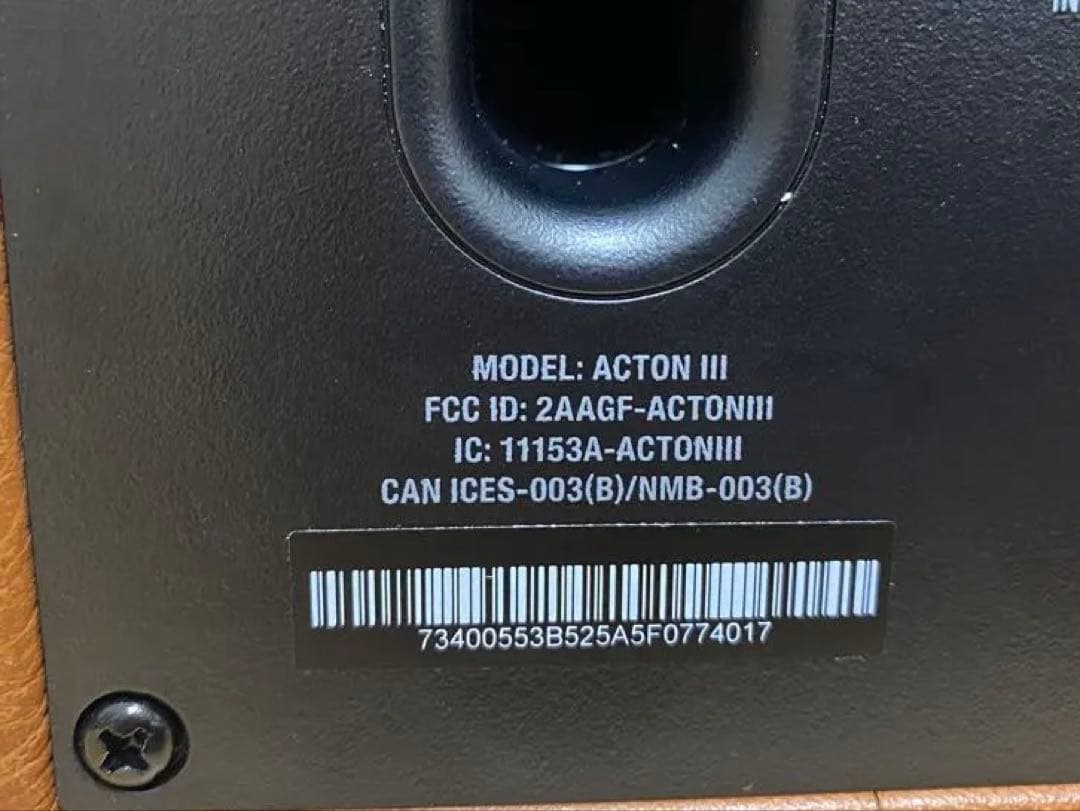 MODEL: ACTON III
FCC ID: 2AAGF-ACTONIII
IC: 11153A-ACTONIII
CAN ICES-003(B)/NMB-003(B)
73400553B525A5F0774017